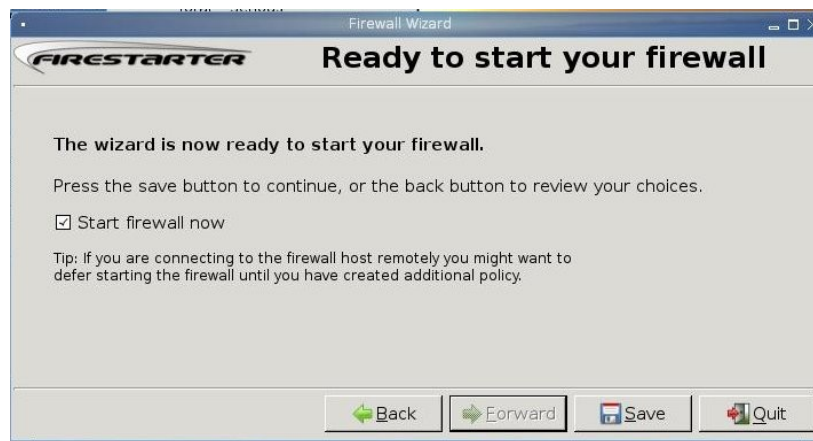 Firewall Wizard
FIRESTARTER
Ready to start your firewall
The wizard is now ready to start your firewall.
Press the save button to continue, or the back button to review your choices.
Start firewall now
Tip: If you are connecting to the firewall host remotely you might want to
defer starting the firewall until you have created additional policy.
Back
Forward
Save
Quit